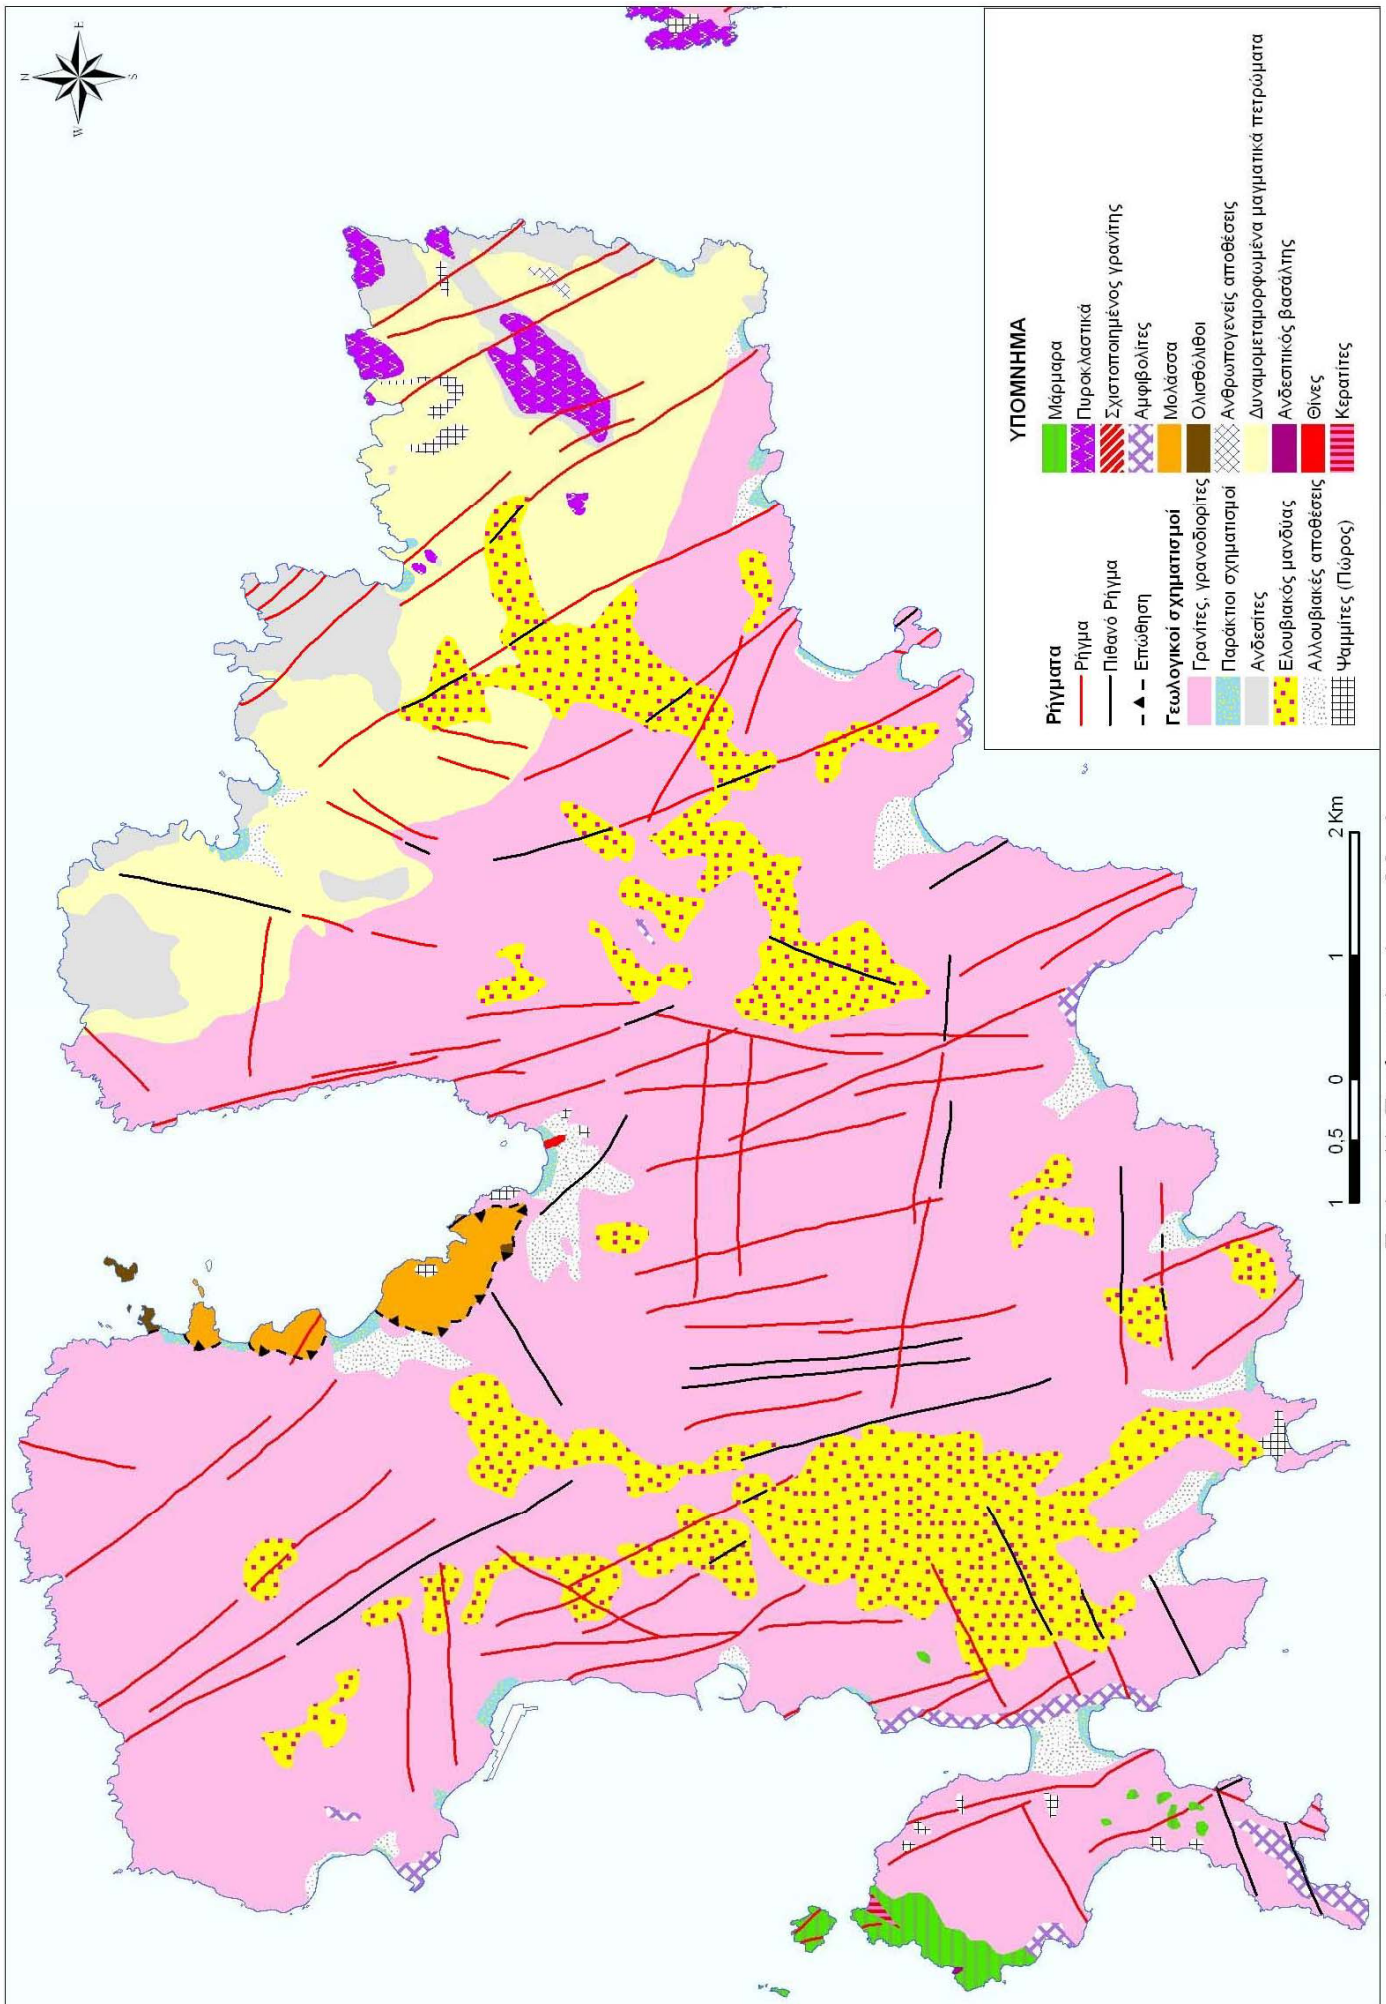 N
E
S
W
ΥΠΟΜΝΗΜΑ
Ρήγματα
Ρήγμα
Πιθανό Ρήγμα
Επώθηση
Γεωλογικοί σχηματισμοί
Γρανίτες, γρανοδιορίτες
Παράκτιοι σχηματισμοί
Ανδεσίτες
Ελουβιακός μανδύας
Αλλουβιακές αποθέσεις
Ψαμμίτες (Πώρος)
Μάρμαρα
Πυροκλαστικά
Σχιστοποιημένος γρανίτης
Αμφιβολίτες
Μολάσσα
Ολισθόλιθοι
Ανθρωπογενείς αποθέσεις
Δυναμομεταμορφωμένα μαγματικά πετρώματα
Ανδεσιτικός βασάλτης
Θίνες
Κερατίτες
1 0,5 0 1 2 Km